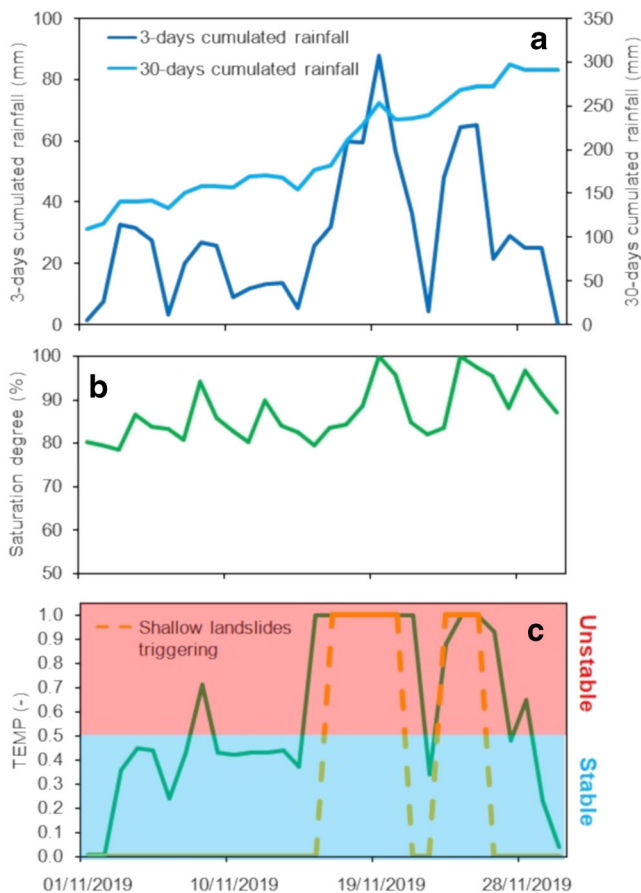 a
3-days cumulated rainfall
30-days cumulated rainfall
3-days cumulated rainfall (mm)
100
80
60
40
20
0
30-days cumulated rainfall (mm)
350
300
250
200
150
100
50
0
b
Saturation degree (%)
100
90
80
70
60
50
c
Shallow landslides
triggering
TEMP (-)
1.0
0.9
0.8
0.7
0.6
0.5
0.4
0.3
0.2
0.1
0.0
Unstable
Stable
01/11/2019 10/11/2019 19/11/2019 28/11/2019